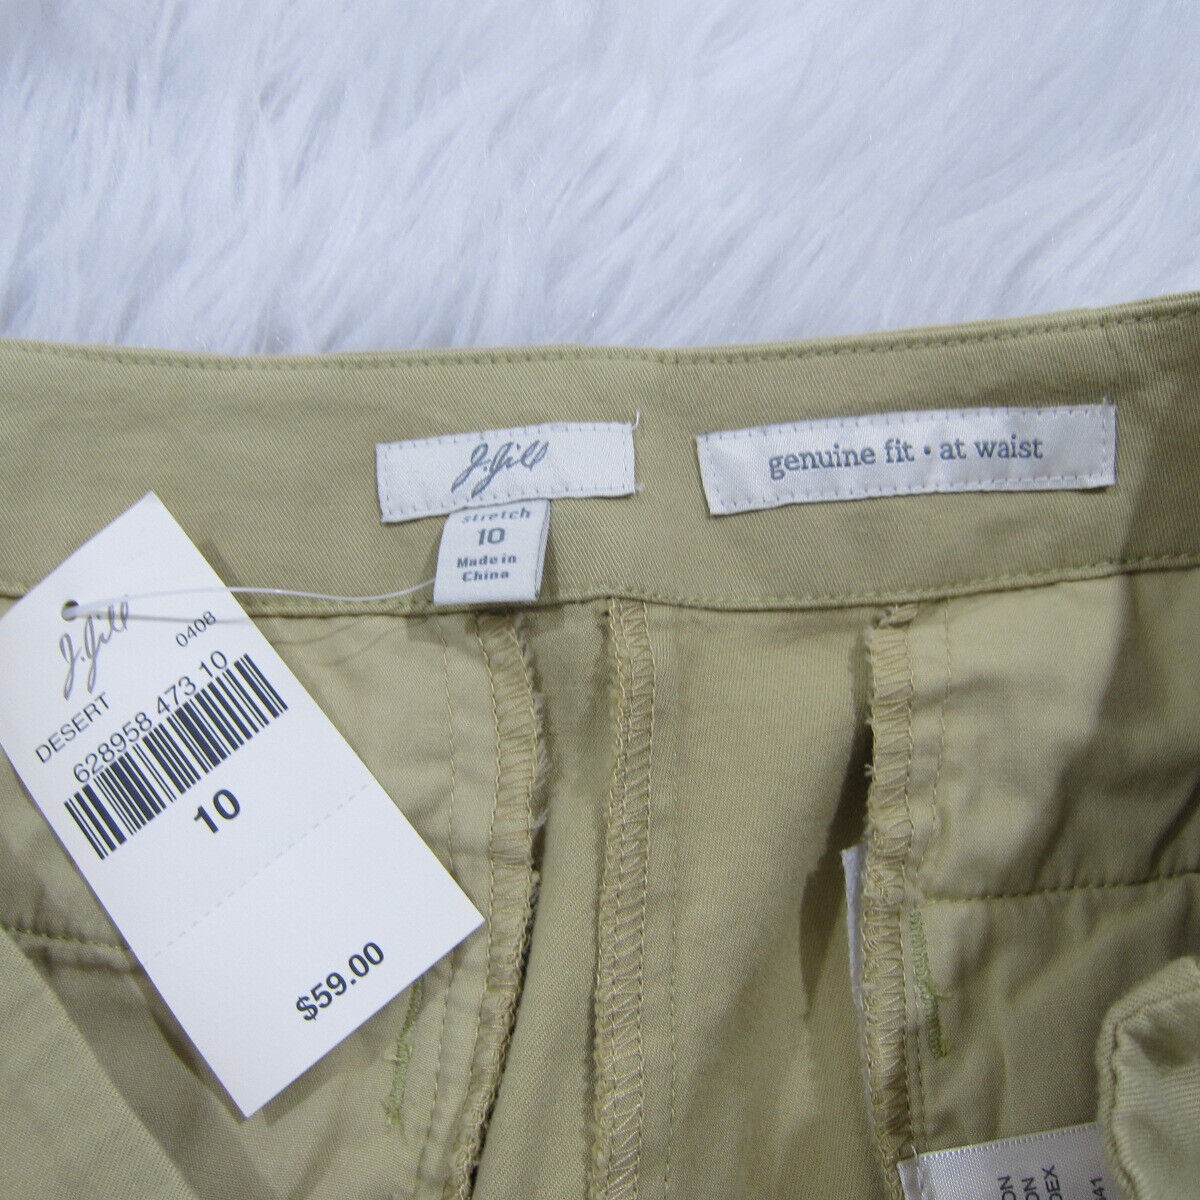 J.Jill
genuine fit • at waist
stretch
10
Made in
China
J.Jill
0408
DESERT
628958 473 10
10
$59.00